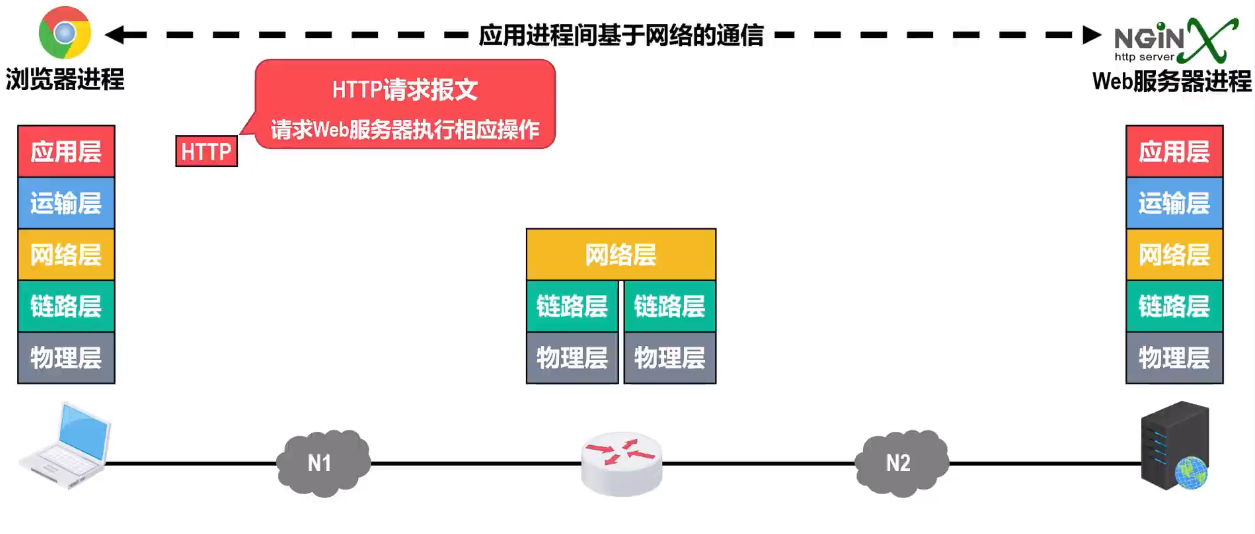 应用进程间基于网络的通信
NGiNX
http server
浏览器进程
Web服务器进程
HTTP请求报文
请求Web服务器执行相应操作
HTTP
应用层
运输层
网络层
链路层
物理层
网络层
链路层 链路层
物理层 物理层
应用层
运输层
网络层
链路层
物理层
N1
N2